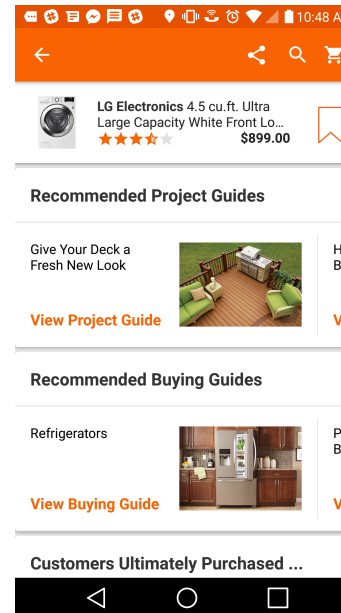 10:48 A
LG Electronics 4.5 cu.ft. Ultra
Large Capacity White Front Lo...
$899.00
Recommended Project Guides
Give Your Deck a
Fresh New Look
H
B
View Project Guide
V
Recommended Buying Guides
Refrigerators
P
B
View Buying Guide
V
Customers Ultimately Purchased ...